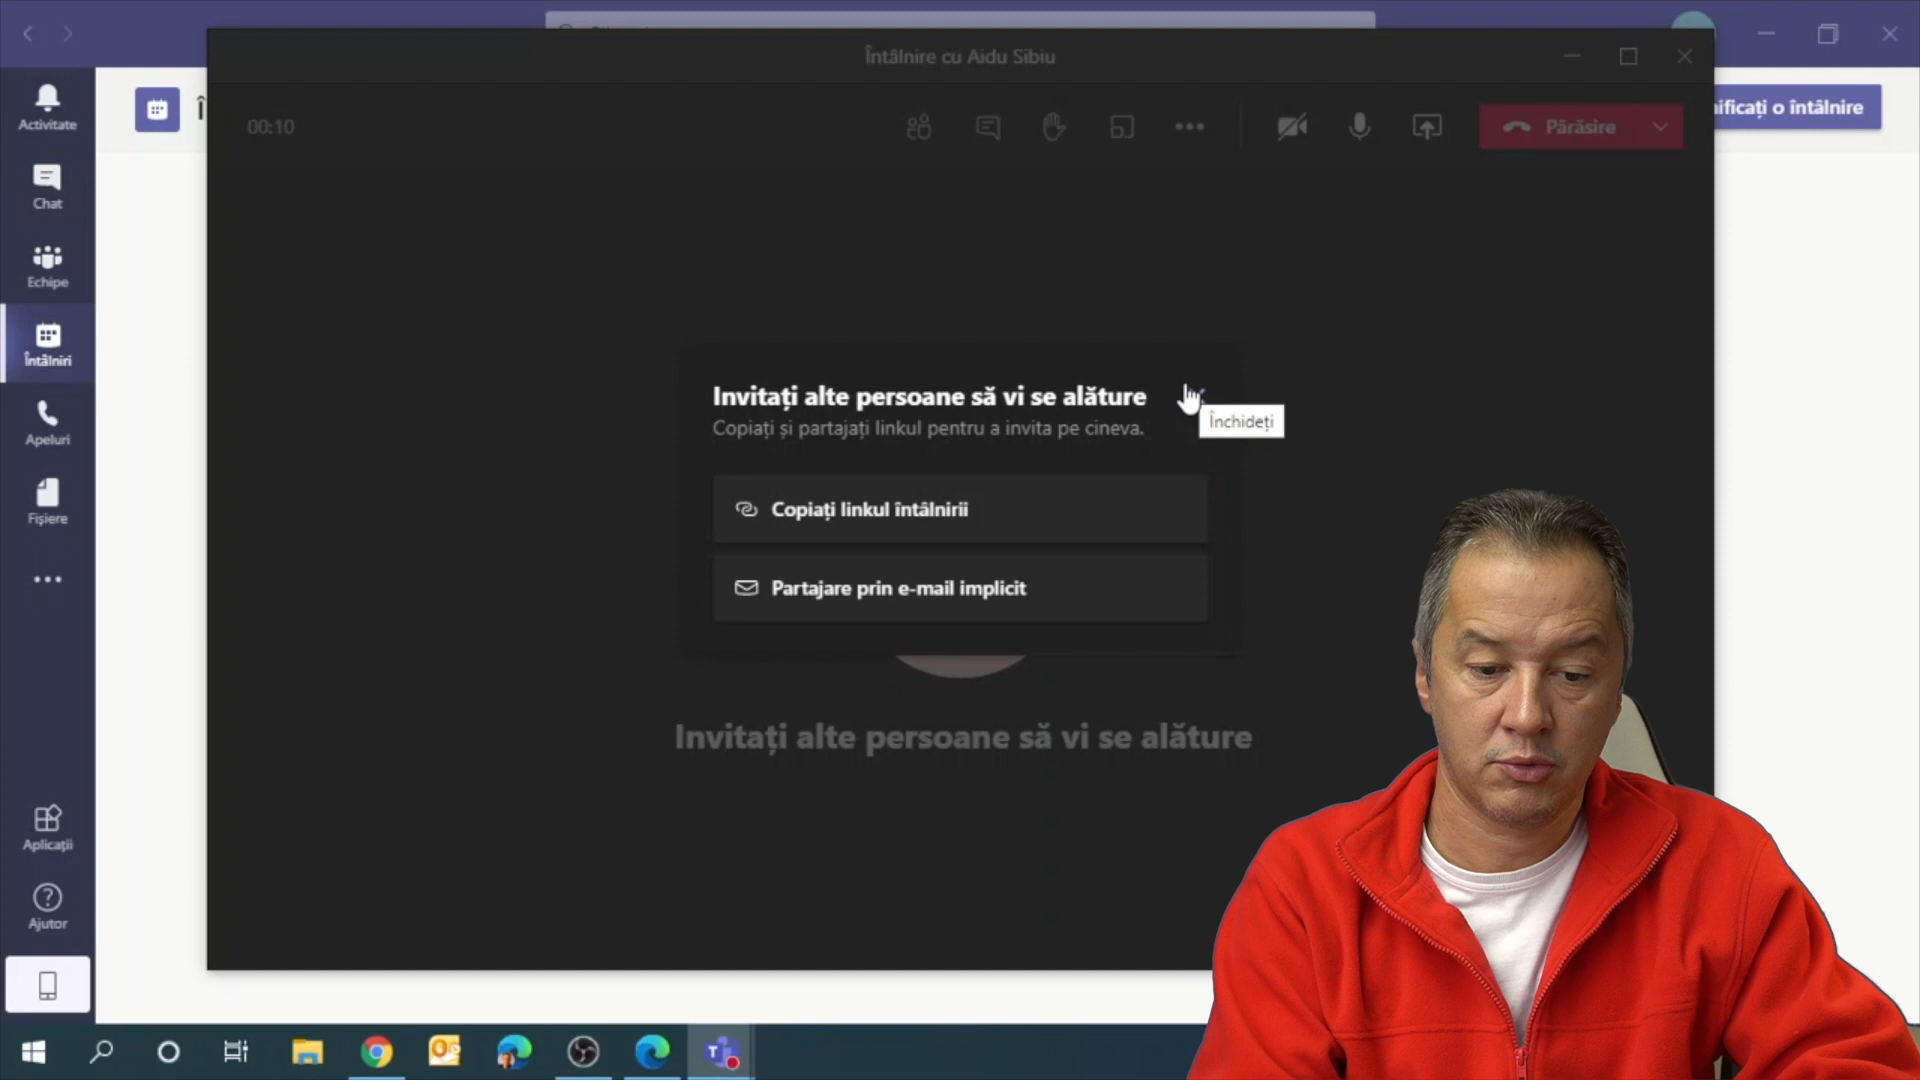 Întâlnire cu Aidu Sibiu
00:10
Părăsire
ificați o întâlnire
Activitate
Chat
Echipe
Întâlniri
Apeluri
Fișiere
Aplicații
Ajutor
Invitați alte persoane să vi se alăture
Copiați și partajați linkul pentru a invita pe cineva.
Închideți
Copiați linkul întâlnirii
Partajare prin e-mail implicit
Invitați alte persoane să vi se alăture